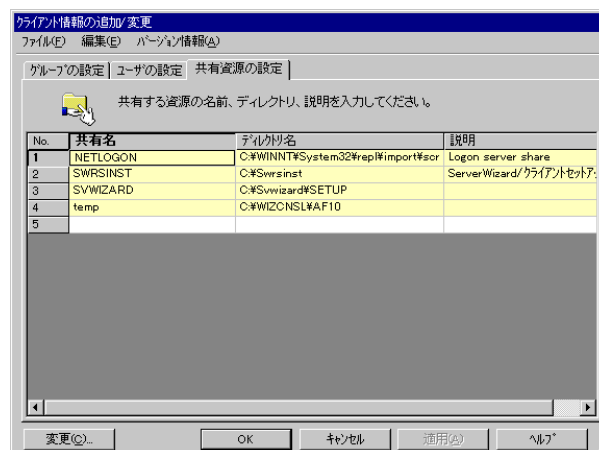 クライアント情報の追加/変更
ファイル(F) 編集(E) バージョン情報(A)
グループの設定 ユーザの設定 共有資源の設定
共有する資源の名前、ディレクトリ、説明を入力してください。
No. 共有名 ディレクトリ名 説明
1 NETLOGON C:¥WINNT¥System32¥repl¥import¥scr Logon server share
2 SWRSINST C:¥Swrsinst ServerWizard/クライアントセットア
3 SVWIZARD C:¥Svwizard¥SETUP
4 temp C:¥WIZCNSL¥AF10
5
変更(C)... OK キャンセル 適用(A) ヘルプ